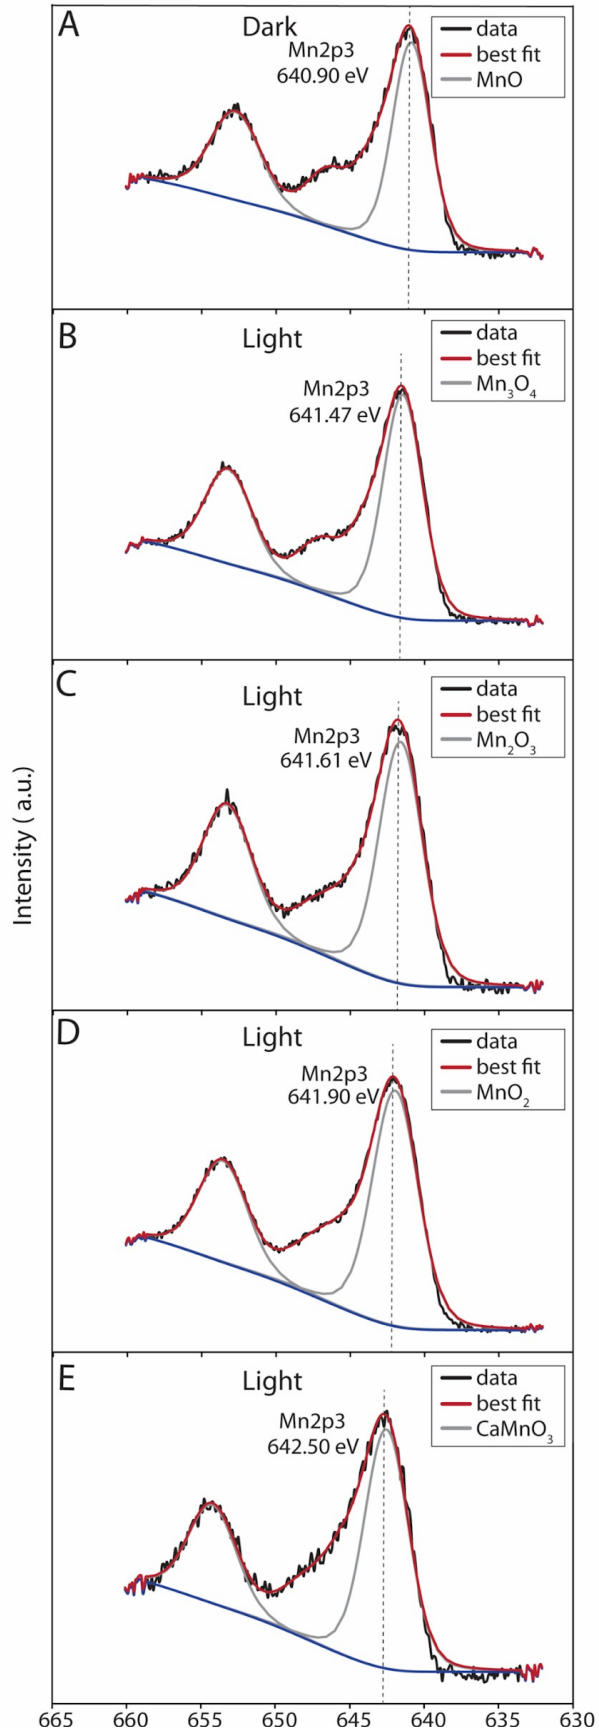 A
Dark
Mn2p3
640.90 eV
data
best fit
MnO
B
Light
Mn2p3
641.47 eV
data
best fit
Mn₃O₄
C
Light
Mn2p3
641.61 eV
data
best fit
Mn₂O₃
Intensity ( a.u.)
D
Light
Mn2p3
641.90 eV
data
best fit
MnO₂
E
Light
Mn2p3
642.50 eV
data
best fit
CaMnO₃
665 660 655 650 645 640 635 630